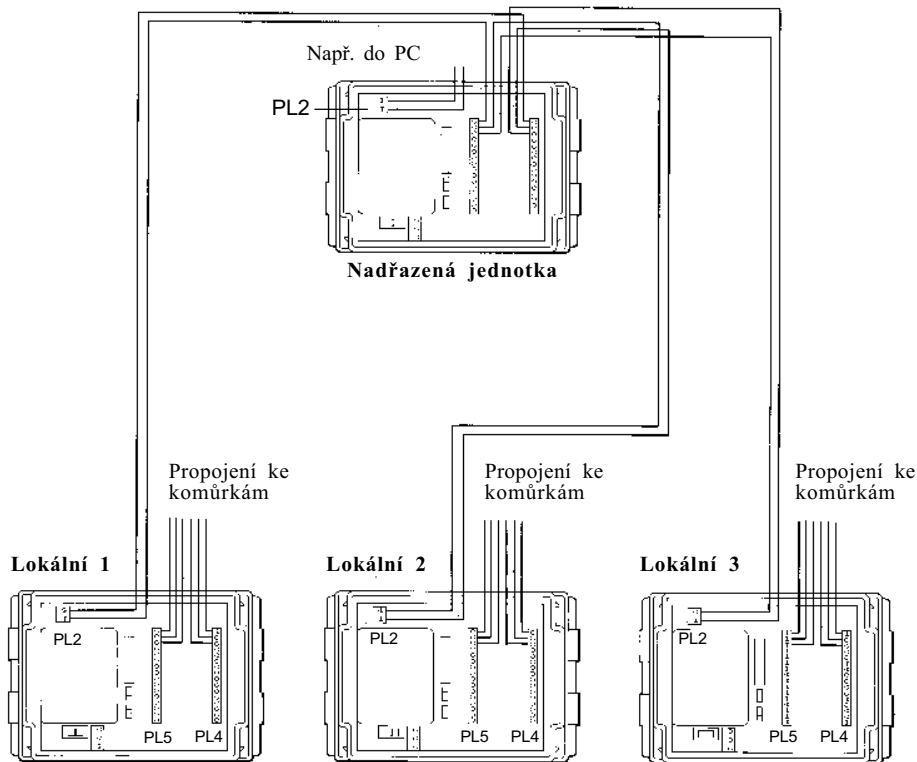 Např. do PC
PL2
Nadřazená jednotka
Propojení ke
komůrkám
Propojení ke
komůrkám
Propojení ke
komůrkám
Lokální 1
Lokální 2
Lokální 3
PL2
PL5
PL4
PL2
PL5
PL4
PL2
PL5
PL4